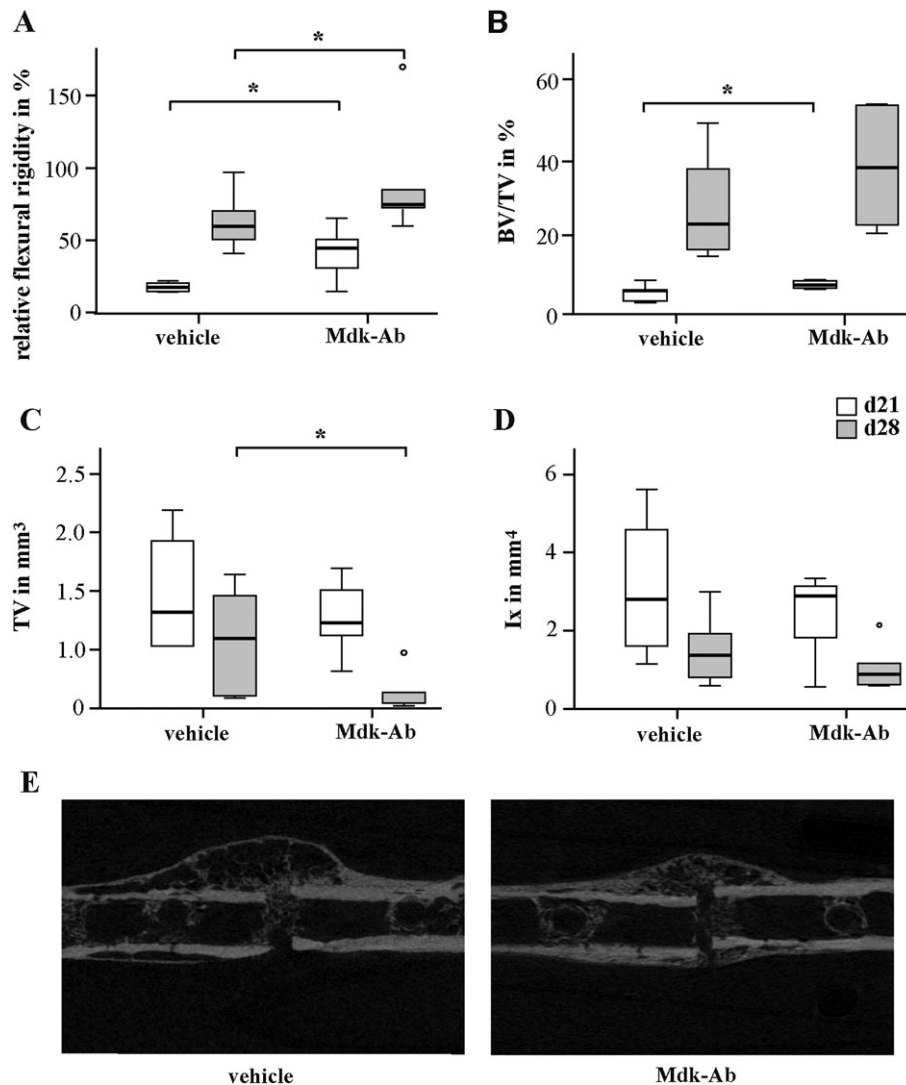 A
relative flexural rigidity in %
150
100
50
0
*
*
vehicle
Mdk-Ab
B
BV/TV in %
60
40
20
0
*
vehicle
Mdk-Ab
C
TV in mm³
2.5
2.0
1.5
1.0
0
*
vehicle
Mdk-Ab
D
d21
d28
Ix in mm⁴
6
4
2
0
vehicle
Mdk-Ab
E
vehicle
Mdk-Ab